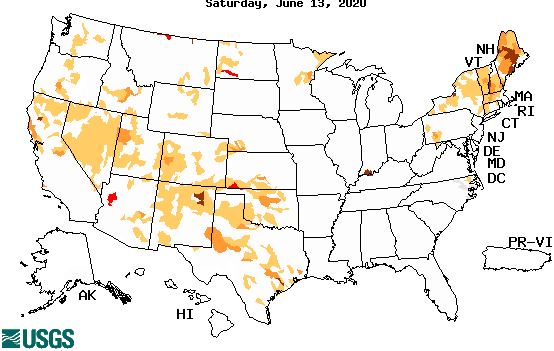 Saturday, June 13, 2020
NH
VT
MA
RI
CT
NJ
DE
MD
DC
PR-VI
AK
HI
USGS